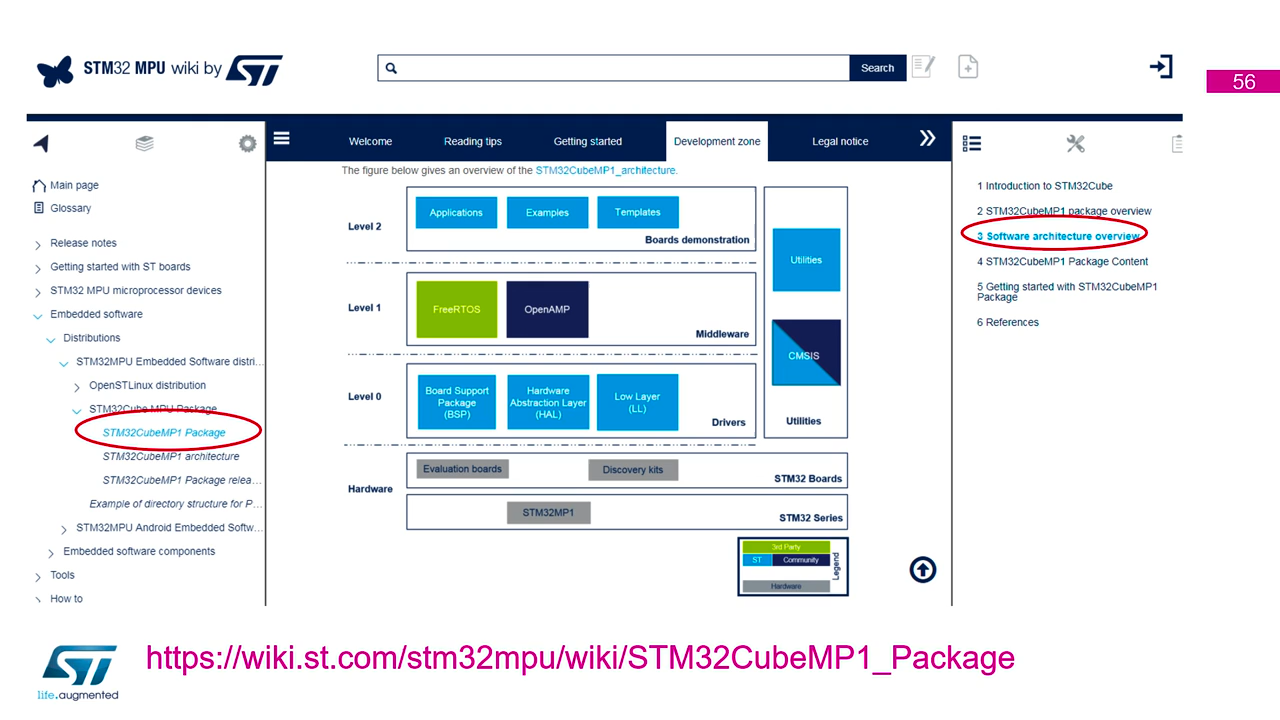 STM32 MPU wiki by ST
Search
56
Welcome
Reading tips
Getting started
Development zone
Legal notice
Main page
Glossary
Release notes
Getting started with ST boards
STM32 MPU microprocessor devices
Embedded software
Distributions
STM32MPU Embedded Software distri...
OpenSTLinux distribution
STM32Cube MPU Package
STM32CubeMP1 Package
STM32CubeMP1 architecture
STM32CubeMP1 Package relea...
Example of directory structure for P...
STM32MPU Android Embedded Softw...
Embedded software components
Tools
How to
The figure below gives an overview of the STM32CubeMP1_architecture.
Level 2
Applications
Examples
Templates
Boards demonstration
Level 1
FreeRTOS
OpenAMP
Middleware
Level 0
Board Support
Package
(BSP)
Hardware
Abstraction Layer
(HAL)
Low Layer
(LL)
Drivers
Utilities
CMSIS
Utilities
Hardware
Evaluation boards
Discovery kits
STM32 Boards
STM32MP1
STM32 Series
3rd Party
ST
Community
Hardware
Legend
1 Introduction to STM32Cube
2 STM32CubeMP1 package overview
3 Software architecture overview
4 STM32CubeMP1 Package Content
5 Getting started with STM32CubeMP1
Package
6 References
ST
life.augmented
https://wiki.st.com/stm32mpu/wiki/STM32CubeMP1_Package